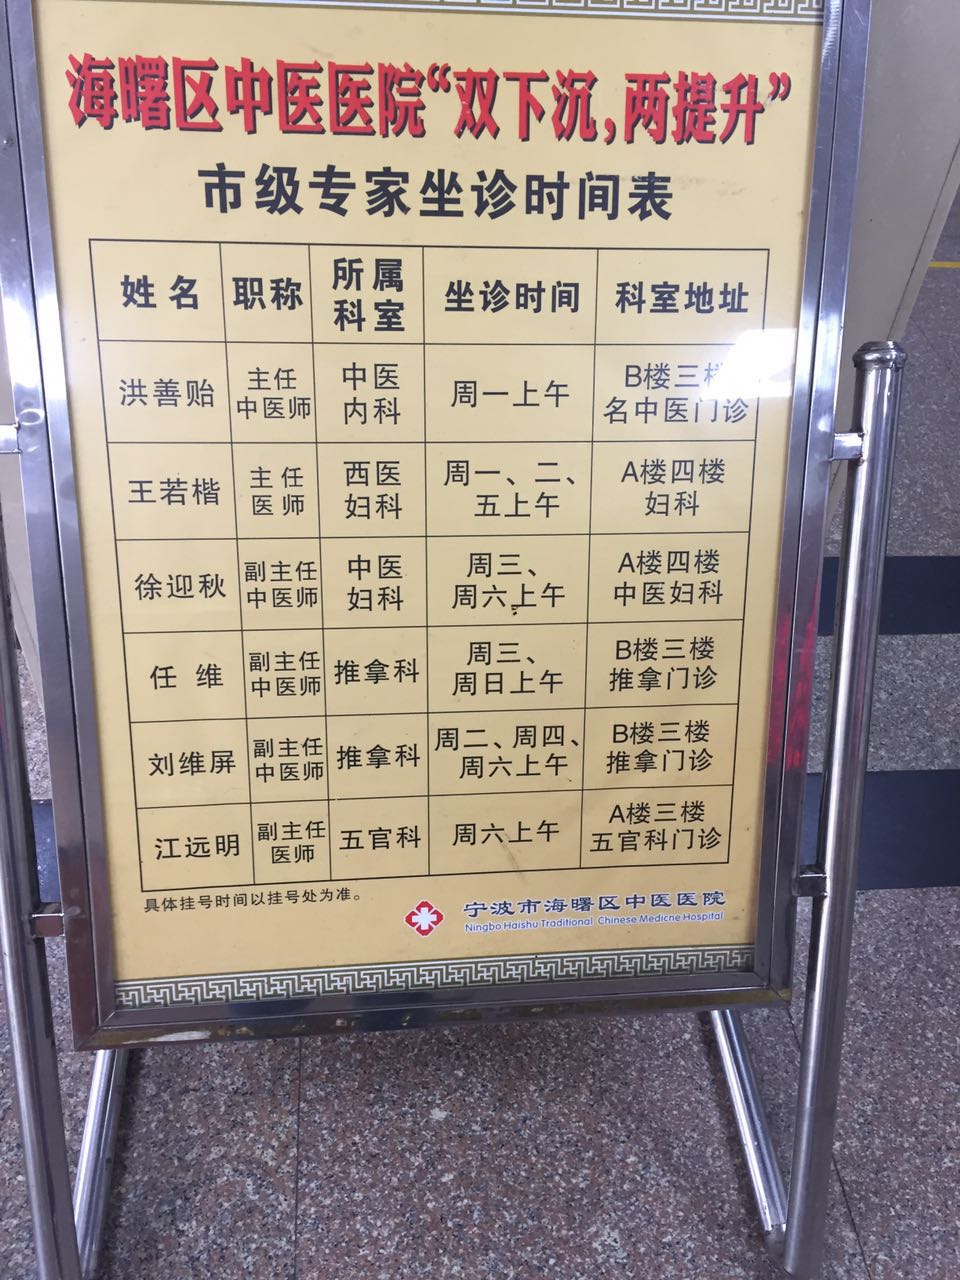 海曙区中医医院“双下沉，两提升”
市级专家坐诊时间表
姓名 职称 所属科室 坐诊时间 科室地址
洪善贻 主任中医师 中医内科 周一上午 B楼三楼名中医门诊
王若楷 主任医师 西医妇科 周一、二、五上午 A楼四楼妇科
徐迎秋 副主任中医师 中医妇科 周三、周六上午 A楼四楼中医妇科
任维 副主任中医师 推拿科 周三、周日上午 B楼三楼推拿门诊
刘维屏 副主任中医师 推拿科 周二、周四、周六上午 B楼三楼推拿门诊
江远明 副主任医师 五官科 周六上午 A楼三楼五官科门诊
具体挂号时间以挂号处为准。
宁波市海曙区中医医院
Ningbo Haishu Traditional Chinese Medicne Hospital